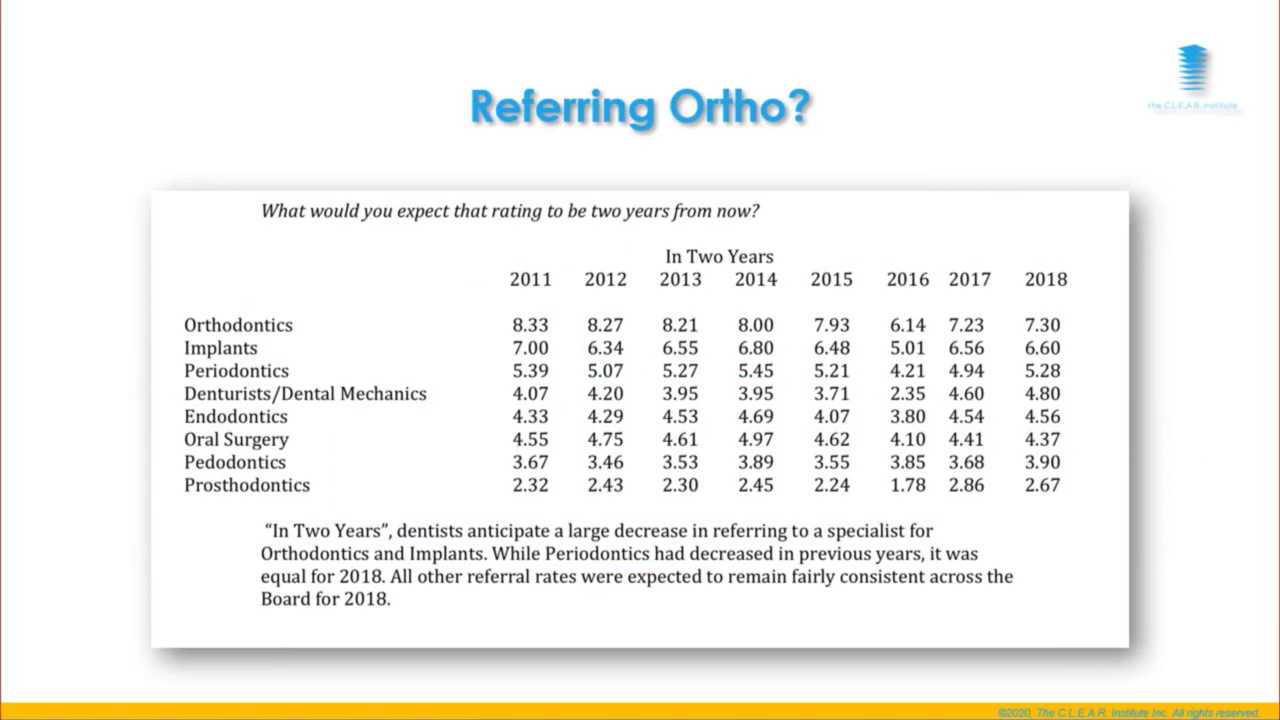 the C.L.E.A.R. institute
Referring Ortho?
What would you expect that rating to be two years from now?
In Two Years
2011 2012 2013 2014 2015 2016 2017 2018
Orthodontics 8.33 8.27 8.21 8.00 7.93 6.14 7.23 7.30
Implants 7.00 6.34 6.55 6.80 6.48 5.01 6.56 6.60
Periodontics 5.39 5.07 5.27 5.45 5.21 4.21 4.94 5.28
Denturists/Dental Mechanics 4.07 4.20 3.95 3.95 3.71 2.35 4.60 4.80
Endodontics 4.33 4.29 4.53 4.69 4.07 3.80 4.54 4.56
Oral Surgery 4.55 4.75 4.61 4.97 4.62 4.10 4.41 4.37
Pedodontics 3.67 3.46 3.53 3.89 3.55 3.85 3.68 3.90
Prosthodontics 2.32 2.43 2.30 2.45 2.24 1.78 2.86 2.67
“In Two Years”, dentists anticipate a large decrease in referring to a specialist for
Orthodontics and Implants. While Periodontics had decreased in previous years, it was
equal for 2018. All other referral rates were expected to remain fairly consistent across the
Board for 2018.
©2020, The C.L.E.A.R. Institute Inc. All rights reserved.